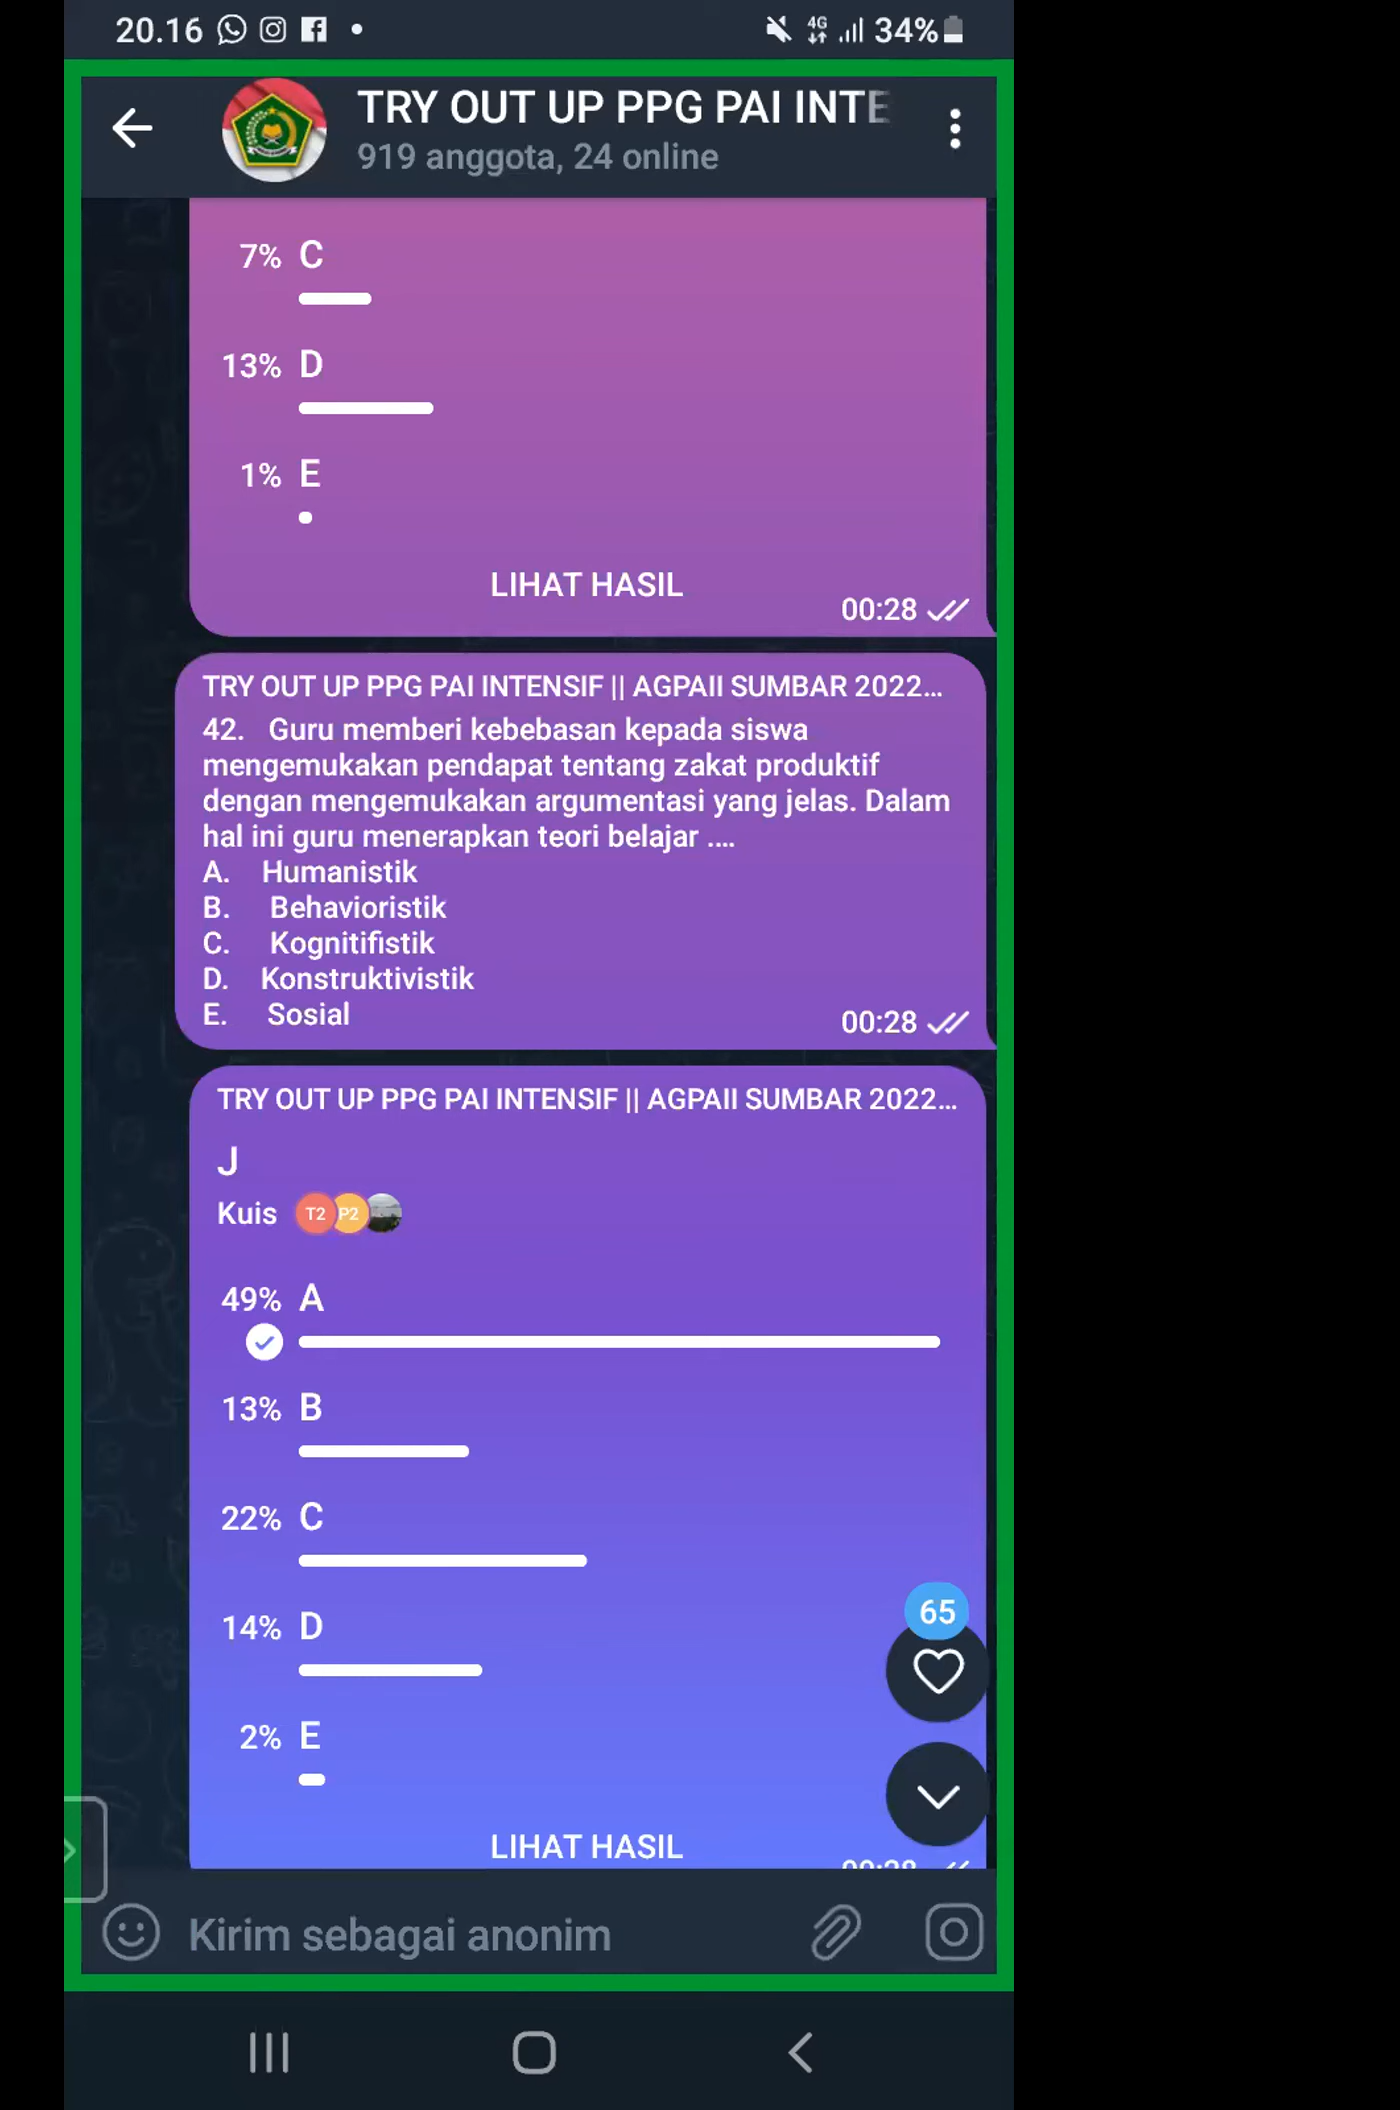 20.16
4G
34%
TRY OUT UP PPG PAI INTE
919 anggota, 24 online
7% C
13% D
1% E
LIHAT HASIL
00:28
TRY OUT UP PPG PAI INTENSIF || AGPAII SUMBAR 2022...
42. Guru memberi kebebasan kepada siswa
mengemukakan pendapat tentang zakat produktif
dengan mengemukakan argumentasi yang jelas. Dalam
hal ini guru menerapkan teori belajar ....
A. Humanistik
B. Behavioristik
C. Kognitifistik
D. Konstruktivistik
E. Sosial
00:28
TRY OUT UP PPG PAI INTENSIF || AGPAII SUMBAR 2022...
J
Kuis T2 P2
49% A
13% B
22% C
14% D
65
2% E
LIHAT HASIL
Kirim sebagai anonim